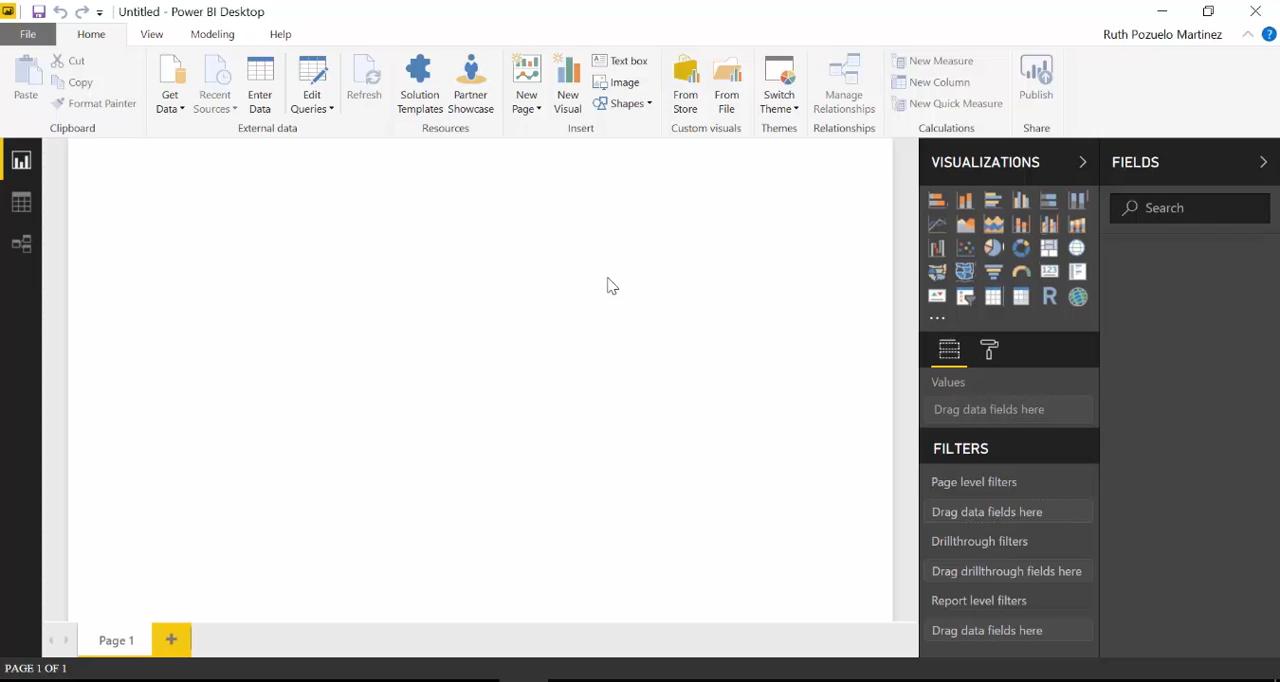 Untitled - Power BI Desktop
File Home View Modeling Help
Ruth Pozuelo Martinez ?
Paste
Cut
Copy
Format Painter
Clipboard
Get Data
Recent Sources
Enter Data
Edit Queries
Refresh
External data
Solution Templates
Partner Showcase
Resources
New Page
New Visual
Text box
Image
Shapes
Insert
From Store
From File
Custom visuals
Switch Theme
Themes
Manage Relationships
Relationships
New Measure
New Column
New Quick Measure
Calculations
Publish
Share
VISUALIZATIONS
123
R
...
Values
Drag data fields here
FILTERS
Page level filters
Drag data fields here
Drillthrough filters
Drag drillthrough fields here
Report level filters
Drag data fields here
FIELDS
Search
Page 1
PAGE 1 OF 1